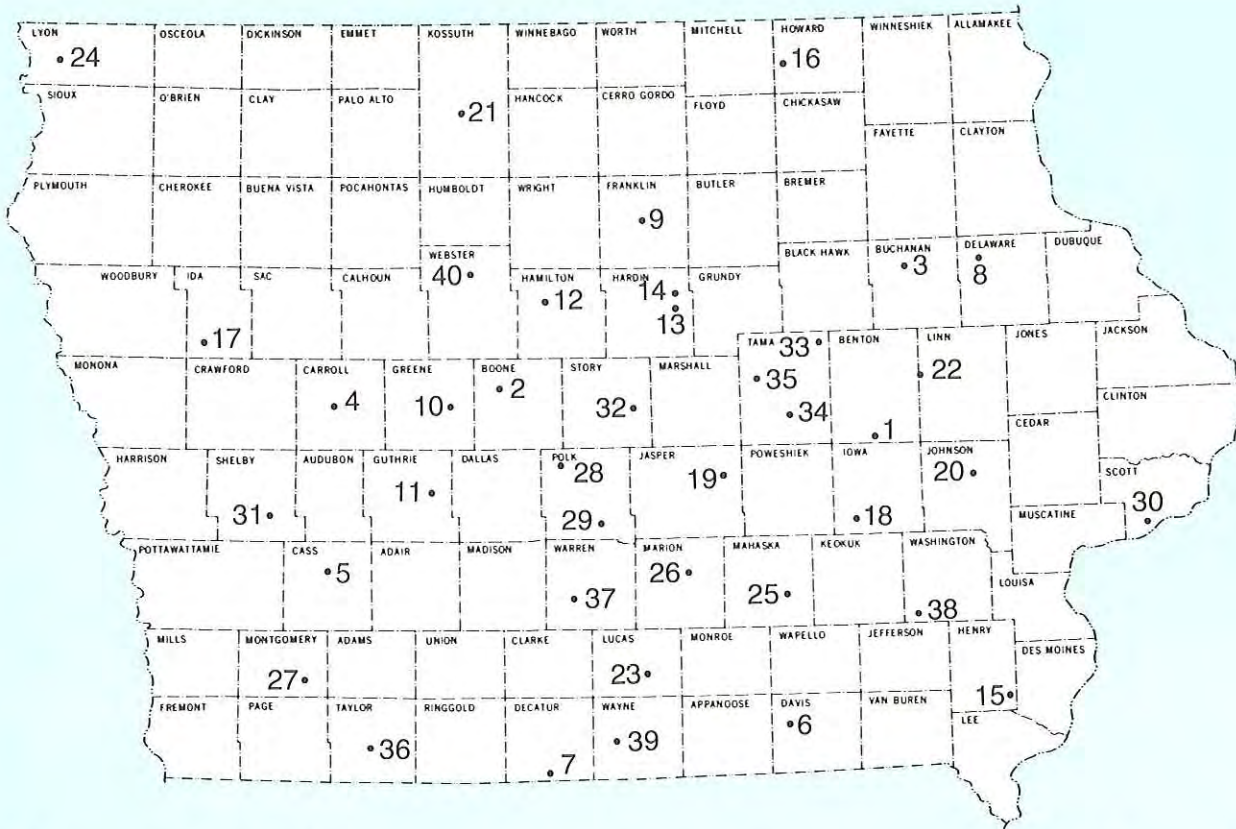 LYON OSCEOLA DICKINSON EMMET KOSSUTH WINNEBAGO WORTH MITCHELL HOWARD WINNESHIEK ALLAMAKEE
24 16
SIOUX O'BRIEN CLAY PALO ALTO HANCOCK CERRO GORDO FLOYD CHICKASAW
21
FAYETTE CLAYTON
PLYMOUTH CHEROKEE BUENA VISTA POCAHONTAS HUMBOLDT WRIGHT FRANKLIN BUTLER BREMER
9
WEBSTER BLACK HAWK BUCHANAN DELAWARE DUBUQUE
40 3 8
WOODBURY IDA SAC CALHOUN HAMILTON HARDIN GRUNDY
12 14
13
17 TAMA 33 BENTON LINN JONES JACKSON
MONONA CRAWFORD CARROLL GREENE BOONE STORY MARSHALL
35 22
4 10 2 32 34 CLINTON
1 CEDAR
HARRISON SHELBY AUDUBON GUTHRIE DALLAS POLK JASPER POWESHIEK IOWA JOHNSON SCOTT
28 19 20
11
31 29 18 30
MUSCATINE
POTTAWATTAMIE CASS ADAIR MADISON WARREN MARION MAHASKA KEOKUK WASHINGTON
5 26 LOUISA
37 25 38
MILLS MONTGOMERY ADAMS UNION CLARKE LUCAS MONROE WAPELLO JEFFERSON HENRY
DES MOINES
27 23 15
FREMONT PAGE TAYLOR RINGGOLD DECATUR WAYNE APPANOOSE DAVIS VAN BUREN LEE
6
36 39
7